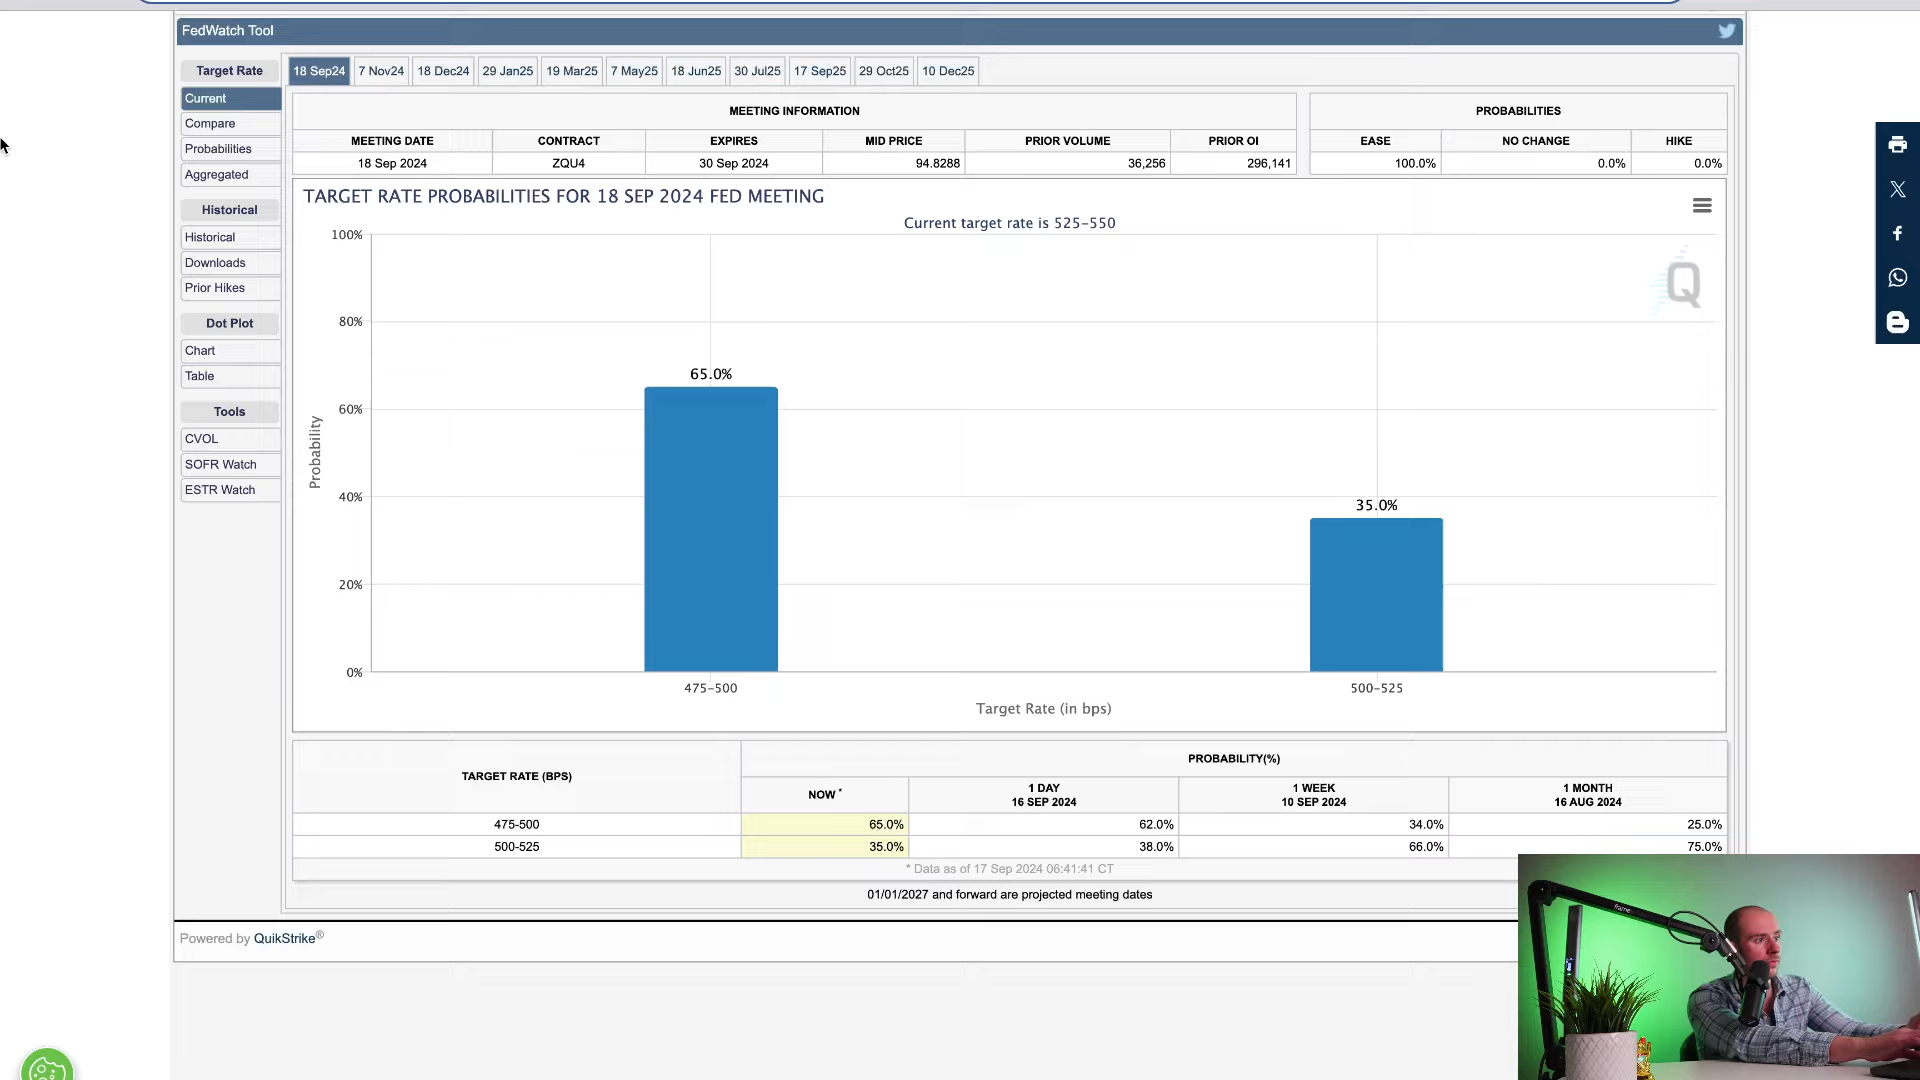 FedWatch Tool
Target Rate
Current
Compare
Probabilities
Aggregated
Historical
Historical
Downloads
Prior Hikes
Dot Plot
Chart
Table
Tools
CVOL
SOFR Watch
ESTR Watch
18 Sep24 7 Nov24 18 Dec24 29 Jan25 19 Mar25 7 May25 18 Jun25 30 Jul25 17 Sep25 29 Oct25 10 Dec25
MEETING INFORMATION
MEETING DATE CONTRACT EXPIRES MID PRICE PRIOR VOLUME PRIOR OI
18 Sep 2024 ZQU4 30 Sep 2024 94.8288 36,256 296,141
PROBABILITIES
EASE NO CHANGE HIKE
100.0% 0.0% 0.0%
TARGET RATE PROBABILITIES FOR 18 SEP 2024 FED MEETING
Current target rate is 525-550
Q
Probability
100%
80%
60%
40%
20%
0%
65.0%
35.0%
475-500 500-525
Target Rate (in bps)
TARGET RATE (BPS) PROBABILITY(%)
NOW * 1 DAY 16 SEP 2024 1 WEEK 10 SEP 2024 1 MONTH 16 AUG 2024
475-500 65.0% 62.0% 34.0% 25.0%
500-525 35.0% 38.0% 66.0% 75.0%
* Data as of 17 Sep 2024 06:41:41 CT
01/01/2027 and forward are projected meeting dates
Powered by QuikStrike®
frame